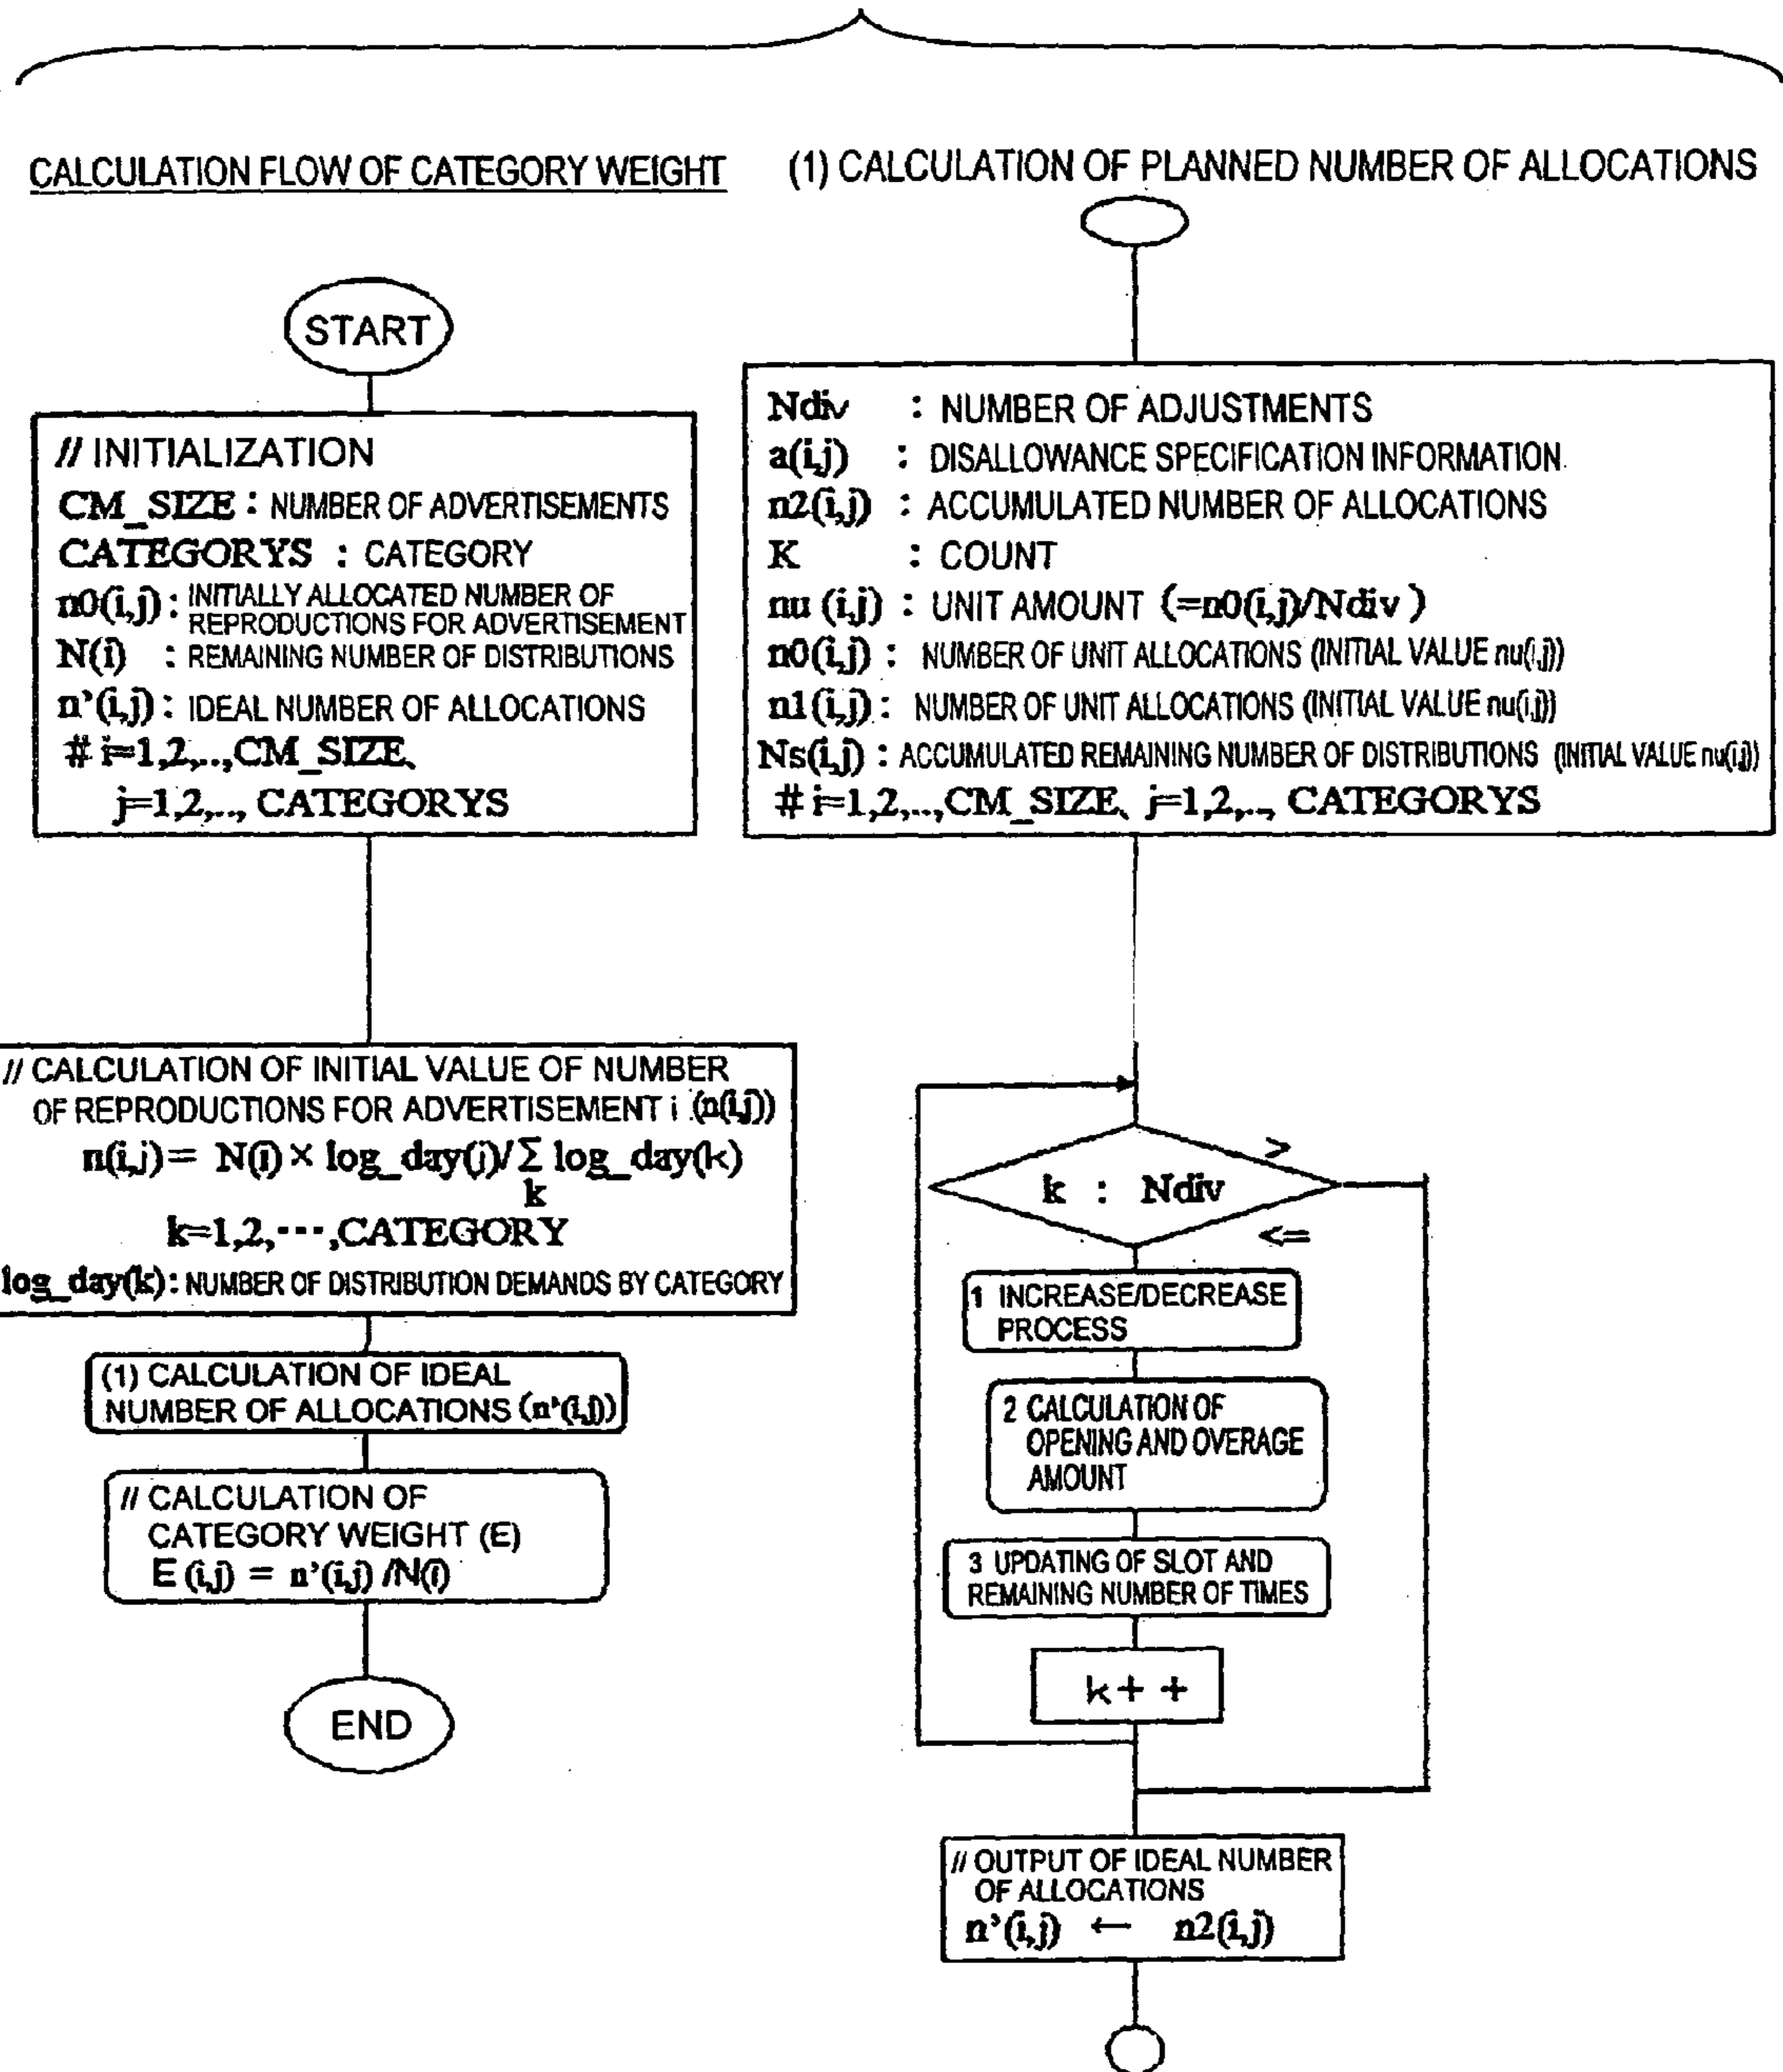 CALCULATION FLOW OF CATEGORY WEIGHT
START
// INITIALIZATION
CM_SIZE : NUMBER OF ADVERTISEMENTS
CATEGORYS : CATEGORY
n0(i,j) : INITIALLY ALLOCATED NUMBER OF
REPRODUCTIONS FOR ADVERTISEMENT
N(i) : REMAINING NUMBER OF DISTRIBUTIONS
n'(i,j) : IDEAL NUMBER OF ALLOCATIONS
# i=1,2,..,CM_SIZE、
j=1,2,.., CATEGORYS
// CALCULATION OF INITIAL VALUE OF NUMBER
OF REPRODUCTIONS FOR ADVERTISEMENT i (n(i,j))
n(i,j)= N(i) × log_day(j)/Σ log_day(k)
k
k=1,2,⋯,CATEGORY
log_day(k): NUMBER OF DISTRIBUTION DEMANDS BY CATEGORY
(1) CALCULATION OF IDEAL
NUMBER OF ALLOCATIONS (n'(i,j))
// CALCULATION OF
CATEGORY WEIGHT (E)
E (i,j) = n'(i,j) /N(i)
END
(1) CALCULATION OF PLANNED NUMBER OF ALLOCATIONS
Ndiv : NUMBER OF ADJUSTMENTS
a(i,j) : DISALLOWANCE SPECIFICATION INFORMATION
n2(i,j) : ACCUMULATED NUMBER OF ALLOCATIONS
K : COUNT
nu (i,j) : UNIT AMOUNT (=n0(i,j)/Ndiv )
n0(i,j) : NUMBER OF UNIT ALLOCATIONS (INITIAL VALUE nu(i,j))
n1(i,j) : NUMBER OF UNIT ALLOCATIONS (INITIAL VALUE nu(i,j))
Ns(i,j) : ACCUMULATED REMAINING NUMBER OF DISTRIBUTIONS (INITIAL VALUE nu(i,j))
# i=1,2,..,CM_SIZE、 j=1,2,.., CATEGORYS
k : Ndiv
>
<=
1 INCREASE/DECREASE
PROCESS
2 CALCULATION OF
OPENING AND OVERAGE
AMOUNT
3 UPDATING OF SLOT AND
REMAINING NUMBER OF TIMES
k + +
// OUTPUT OF IDEAL NUMBER
OF ALLOCATIONS
n'(i,j) ← n2(i,j)